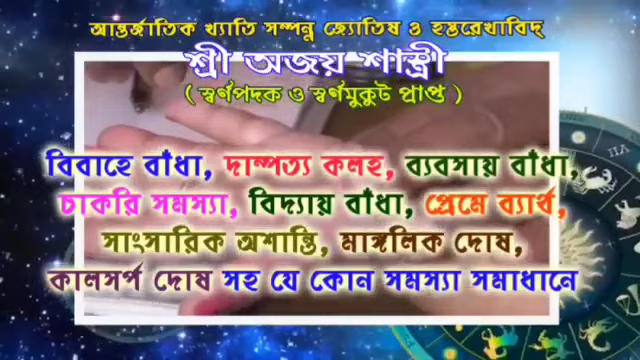 আন্তর্জাতিক খ্যাতি সম্পন্ন জ্যোতিষ ও হস্তরেখাবিদ্
শ্রী অজয় শাস্ত্রী
( স্বর্ণপদক ও স্বর্ণমুকুট প্রাপ্ত )
বিবাহে বাঁধা, দাম্পত্য কলহ, ব্যবসায় বাঁধা,
চাকরি সমস্যা, বিদ্যায় বাঁধা, প্রেমে ব্যার্থ,
সাংসারিক অশান্তি, মাঙ্গলিক দোষ,
কালসর্প দোষ সহ যে কোন সমস্যা সমাধানে